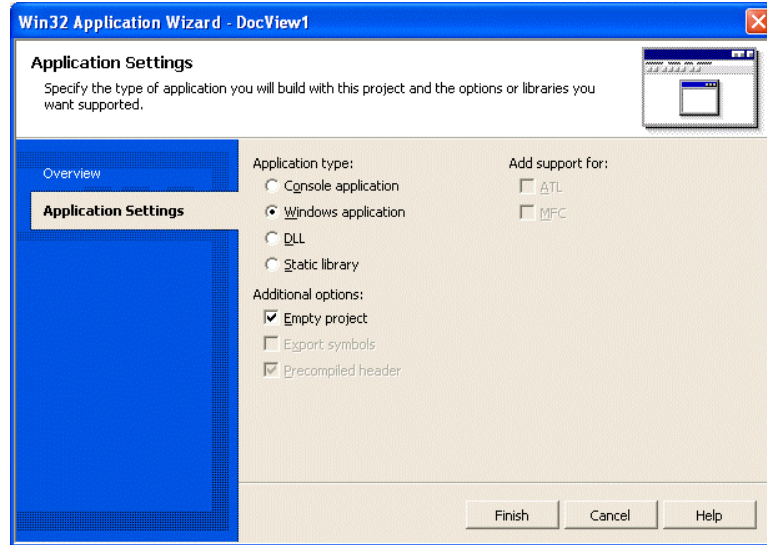 Win32 Application Wizard - DocView1
Application Settings
Specify the type of application you will build with this project and the options or libraries you
want supported.
Overview
Application Settings
Application type:
Console application
Windows application
DLL
Static library
Additional options:
Empty project
Export symbols
Precompiled header
Add support for:
ATL
MFC
Finish
Cancel
Help